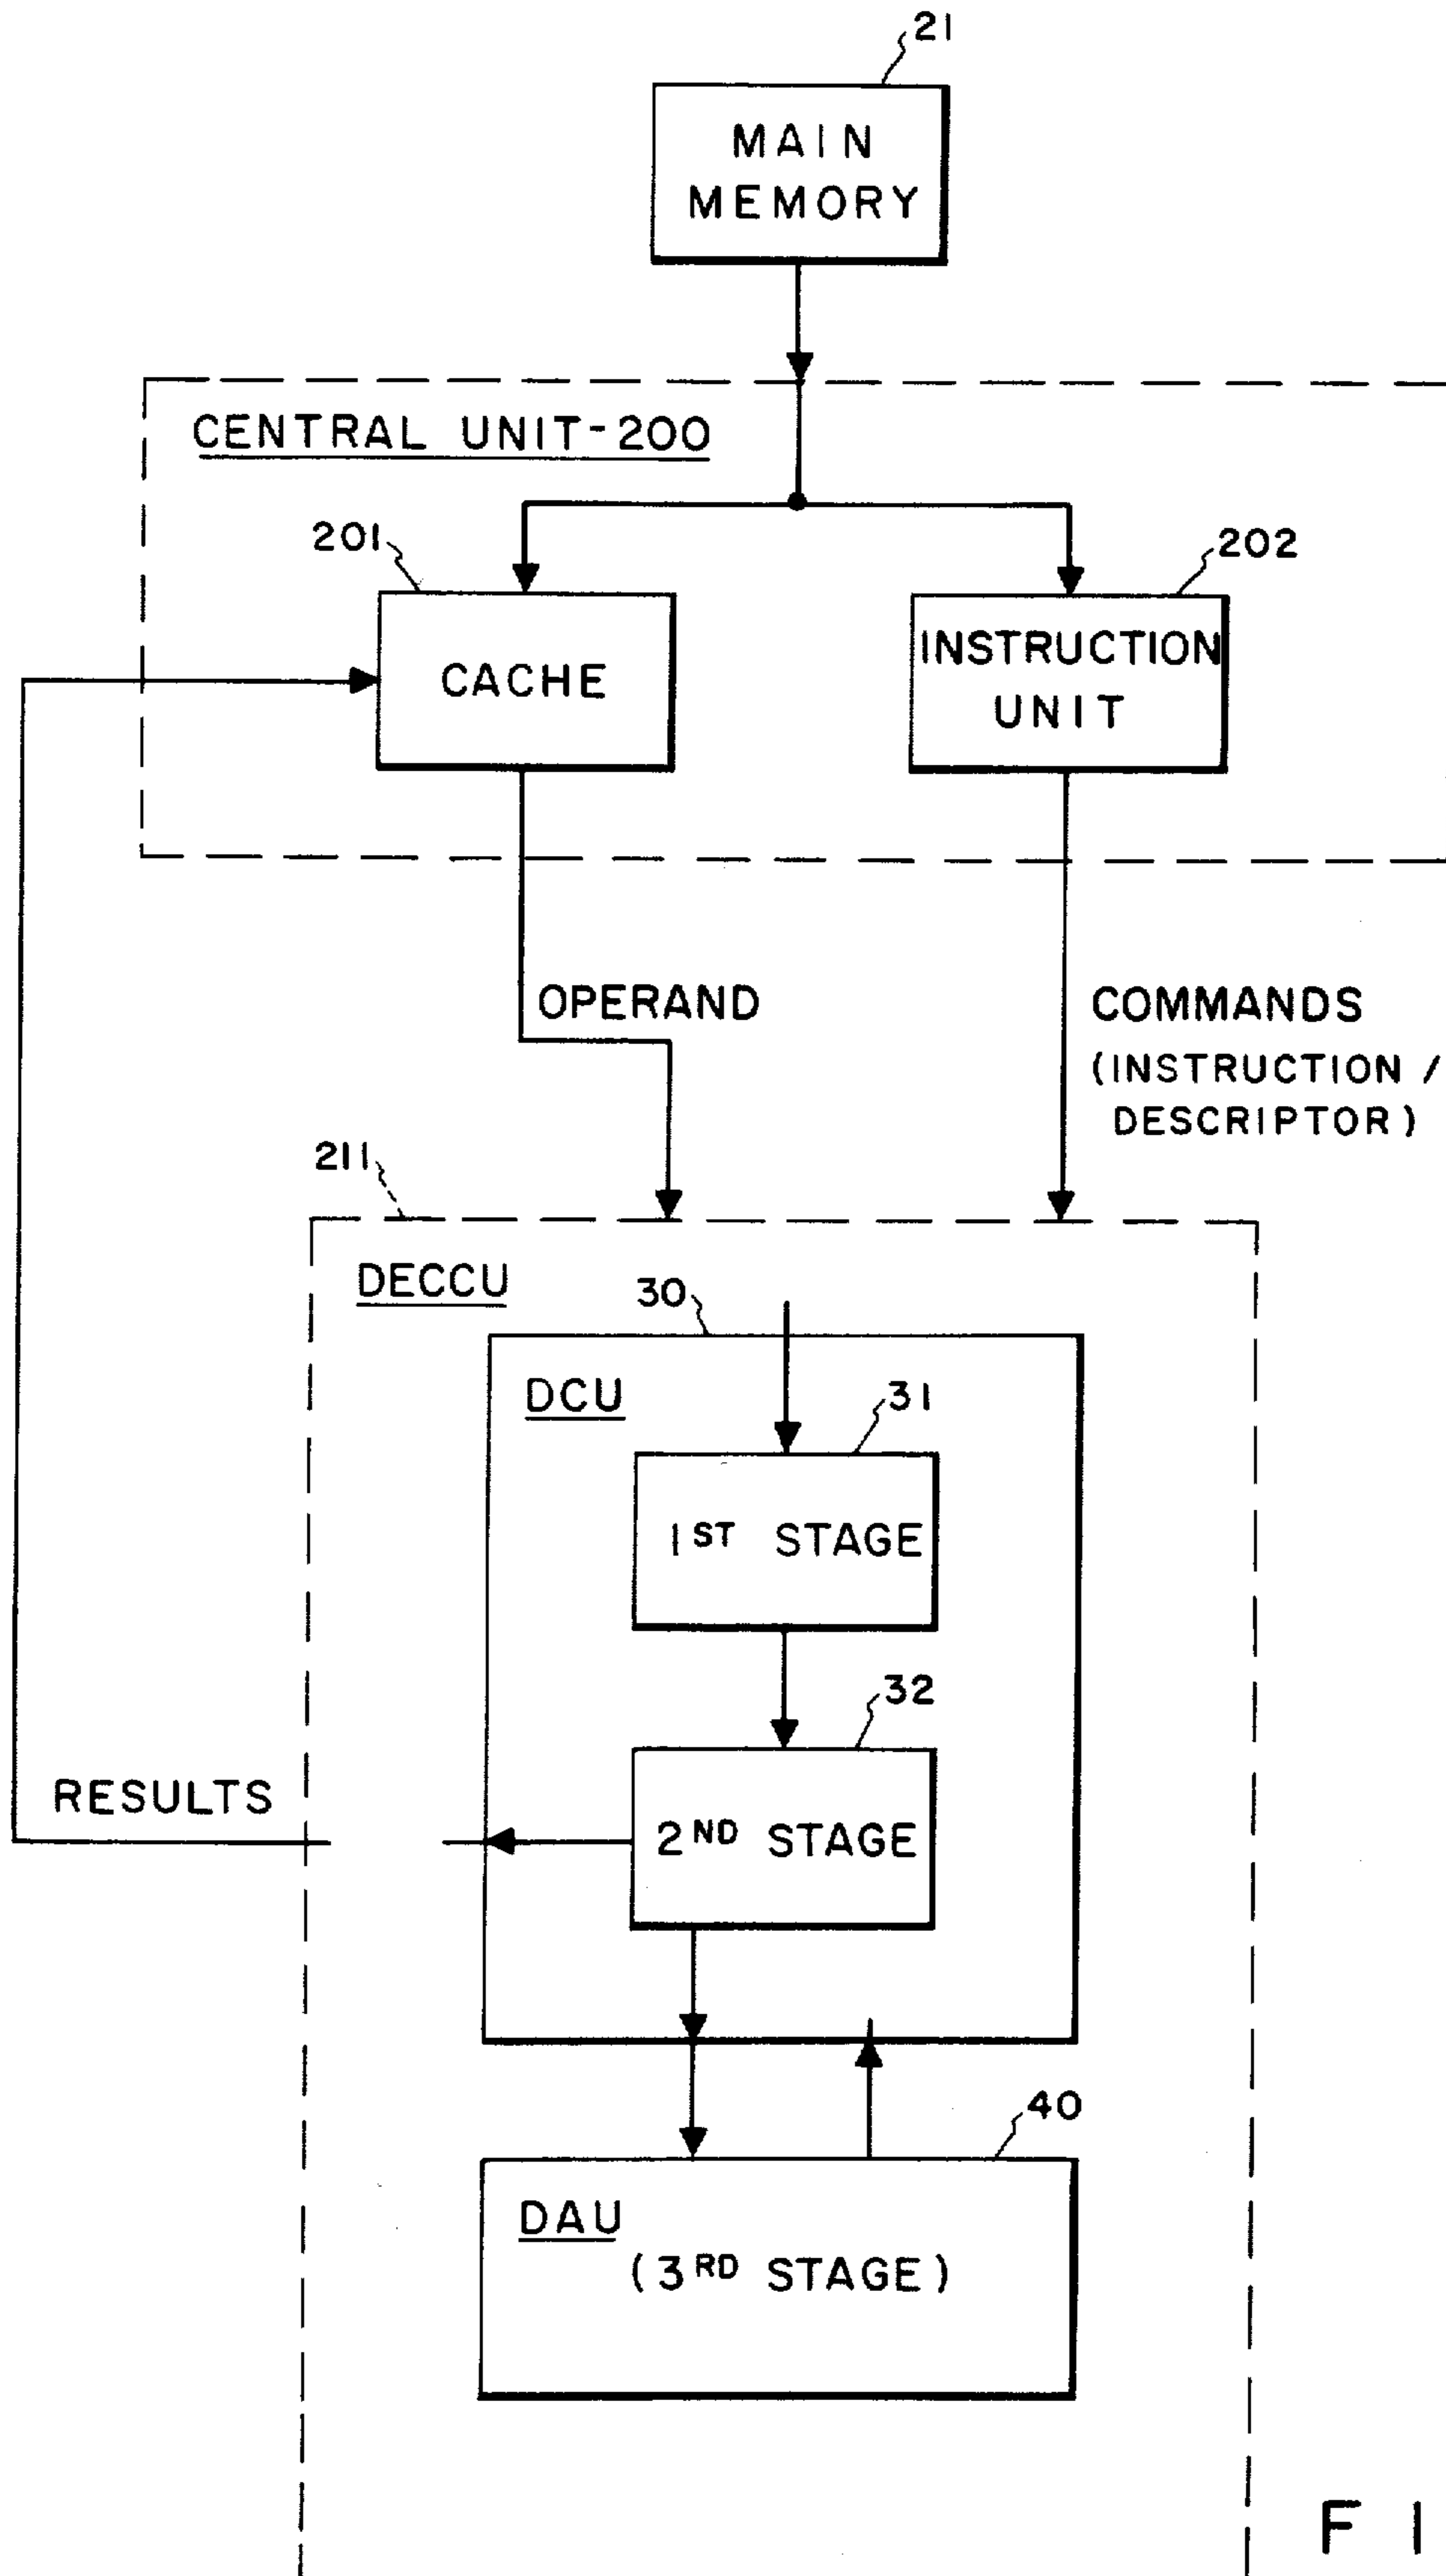 21
MAIN
MEMORY
CENTRAL UNIT-200
201
202
CACHE
INSTRUCTION
UNIT
OPERAND
COMMANDS
(INSTRUCTION /
DESCRIPTOR)
211
DECCU
30
DCU
31
1ST STAGE
32
RESULTS
2ND STAGE
40
DAU
(3RD STAGE)
F I